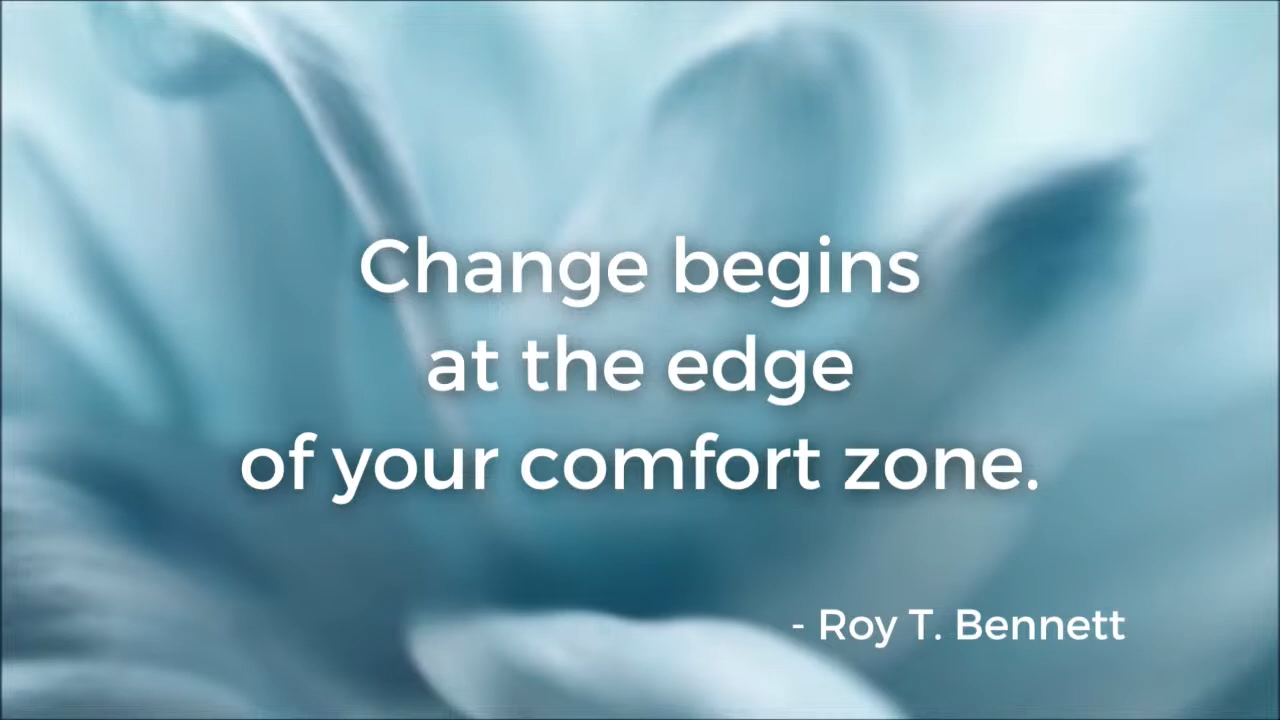 Change begins
at the edge
of your comfort zone.
- Roy T. Bennett